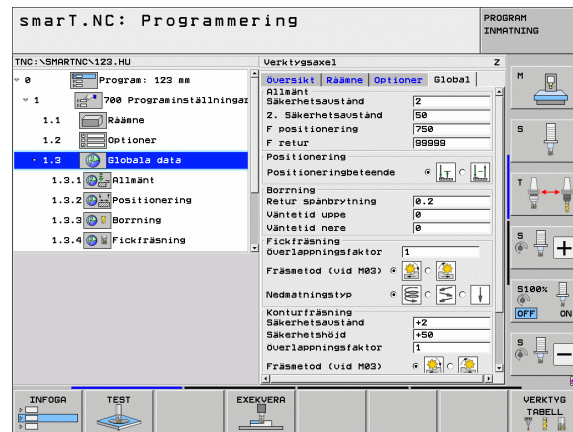 smarT.NC: Programmering
PROGRAM
INMATNING
TNC:\SMARTNC\123.HU
Verktygsaxel Z
0 Program: 123 mm
1 700 Programinställningar
1.1 Råämne
1.2 Optioner
1.3 Globala data
1.3.1 Allmänt
1.3.2 Positionering
1.3.3 Borrning
1.3.4 Fickfräsning
Översikt Råämne Optioner Global
Allmänt
Säkerhetsavstånd 2
2. Säkerhetsavstånd 50
F positionering 750
F retur 99999
Positionering
Positioneringbeteende
Borrning
Retur spånbrytning 0.2
Väntetid uppe 0
Väntetid nere 0
Fickfräsning
Överlappningsfaktor 1
Fräsmetod (vid M03)
Nedmatningstyp
Konturfräsning
Säkerhetsavstånd +2
Säkerhetshöjd +50
Överlappningsfaktor 1
Fräsmetod (vid M03)
M
S
T
S
S100%
OFF ON
S
INFOGA
TEST
EXEKVERA
VERKTYG
TABELL